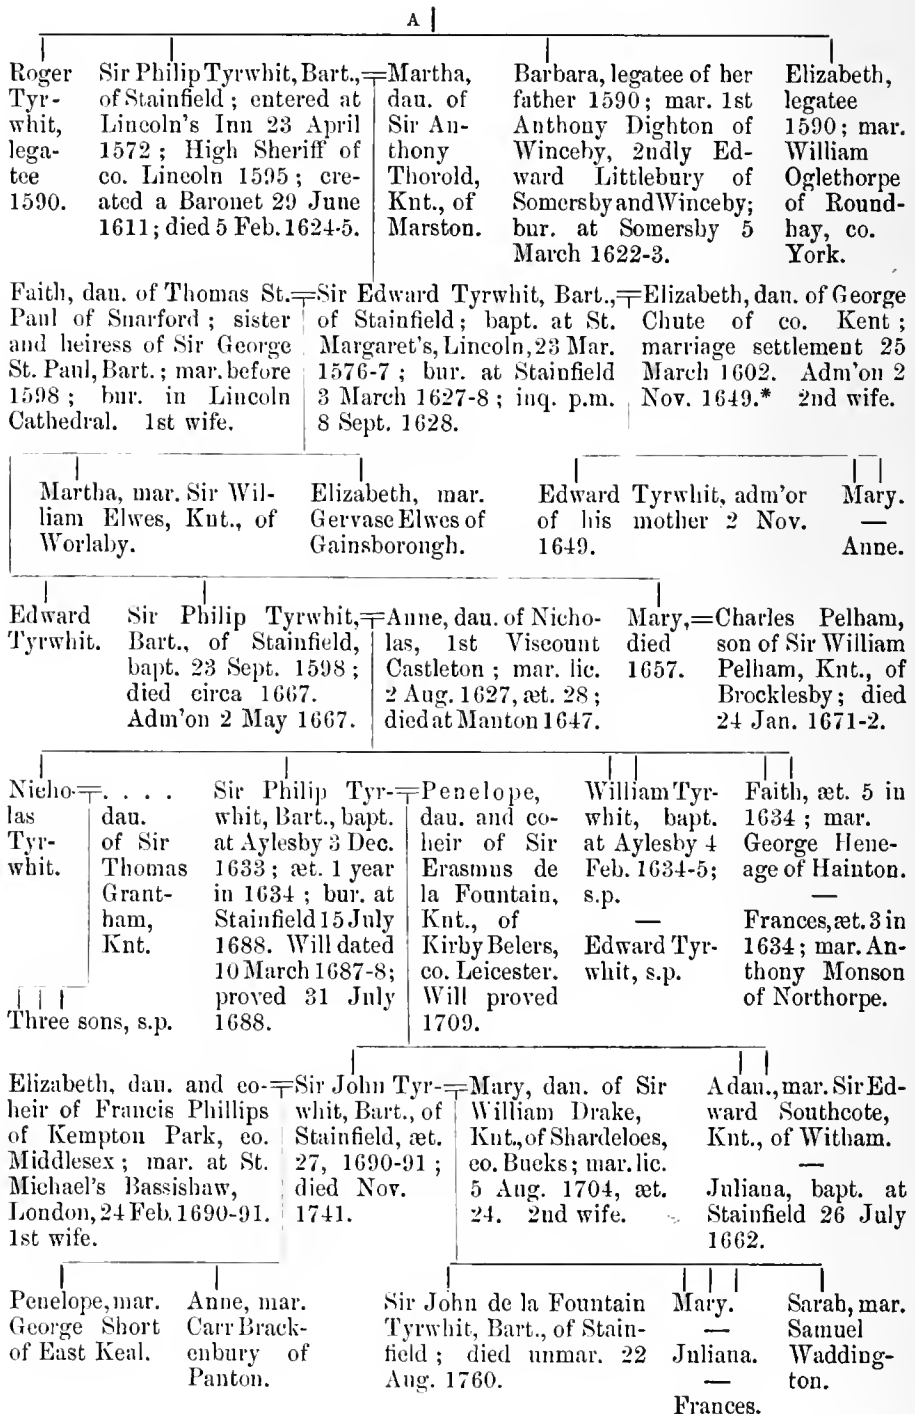 A
Roger
Tyr-
whit,
lega-
tee
1590.
Sir Philip Tyrwhit, Bart.,
of Stainfield ; entered at
Lincoln's Inn 23 April
1572 ; High Sheriff of
co. Lincoln 1595 ; cre-
ated a Baronet 29 June
1611 ; died 5 Feb. 1624-5.
Martha,
dau. of
Sir An-
thony
Thorold,
Knt., of
Marston.
Barbara, legatee of her
father 1590 ; mar. 1st
Anthony Dighton of
Winceby, 2ndly Ed-
ward Littlebury of
Somersby and Winceby;
bur. at Somersby 5
March 1622-3.
Elizabeth,
legatee
1590 ; mar.
William
Oglethorpe
of Round-
hay, co.
York.
Faith, dau. of Thomas St.
Paul of Snarford ; sister
and heiress of Sir George
St. Paul, Bart. ; mar. before
1598 ; bur. in Lincoln
Cathedral. 1st wife.
Sir Edward Tyrwhit, Bart.,
of Stainfield ; bapt. at St.
Margaret's, Lincoln, 23 Mar.
1576-7 ; bur. at Stainfield
3 March 1627-8 ; inq. p.m.
8 Sept. 1628.
Elizabeth, dau. of George
Chute of co. Kent ;
marriage settlement 25
March 1602. Adm'on 2
Nov. 1649.* 2nd wife.
Martha, mar. Sir Wil-
liam Elwes, Knt., of
Worlaby.
Elizabeth, mar.
Gervase Elwes of
Gainsborough.
Edward Tyrwhit, adm'or
of his mother 2 Nov.
1649.
Mary.
—
Anne.
Edward
Tyrwhit.
Sir Philip Tyrwhit,
Bart., of Stainfield,
bapt. 23 Sept. 1598 ;
died circa 1667.
Adm'on 2 May 1667.
Anne, dau. of Nicho-
las, 1st Viscount
Castleton ; mar. lic.
2 Aug. 1627, æt. 28 ;
died at Manton 1647.
Mary,
died
1657.
Charles Pelham,
son of Sir William
Pelham, Knt., of
Brocklesby ; died
24 Jan. 1671-2.
Nicho-
las
Tyr-
whit.
. . . .
dau.
of Sir
Thomas
Grant-
ham,
Knt.
Three sons, s.p.
Sir Philip Tyr-
whit, Bart., bapt.
at Aylesby 3 Dec.
1633 ; æt. 1 year
in 1634 ; bur. at
Stainfield 15 July
1688. Will dated
10 March 1687-8;
proved 31 July
1688.
Penelope,
dau. and co-
heir of Sir
Erasmus de
la Fountain,
Knt., of
Kirby Belers,
co. Leicester.
Will proved
1709.
William Tyr-
whit, bapt.
at Aylesby 4
Feb. 1634-5;
s.p.
—
Edward Tyr-
whit, s.p.
Faith, æt. 5 in
1634 ; mar.
George Hene-
age of Hainton.
—
Frances, æt. 3 in
1634 ; mar. An-
thony Monson
of Northorpe.
Elizabeth, dau. and co-
heir of Francis Phillips
of Kempton Park, co.
Middlesex ; mar. at St.
Michael's Bassishaw,
London, 24 Feb. 1690-91.
1st wife.
Sir John Tyr-
whit, Bart., of
Stainfield, æt.
27, 1690-91 ;
died Nov.
1741.
Mary, dau. of Sir
William Drake,
Knt., of Shardeloes,
co. Bucks ; mar. lic.
5 Aug. 1704, æt.
24. 2nd wife.
A dau., mar. Sir Ed-
ward Southcote,
Knt., of Witham.
—
Juliana, bapt. at
Stainfield 26 July
1662.
Penelope, mar.
George Short
of East Keal.
Anne, mar.
Carr Brack-
enbury of
Panton.
Sir John de la Fountain
Tyrwhit, Bart., of Stain-
field ; died unmar. 22
Aug. 1760.
Mary.
—
Juliana.
—
Frances.
Sarah, mar.
Samuel
Wadding-
ton.